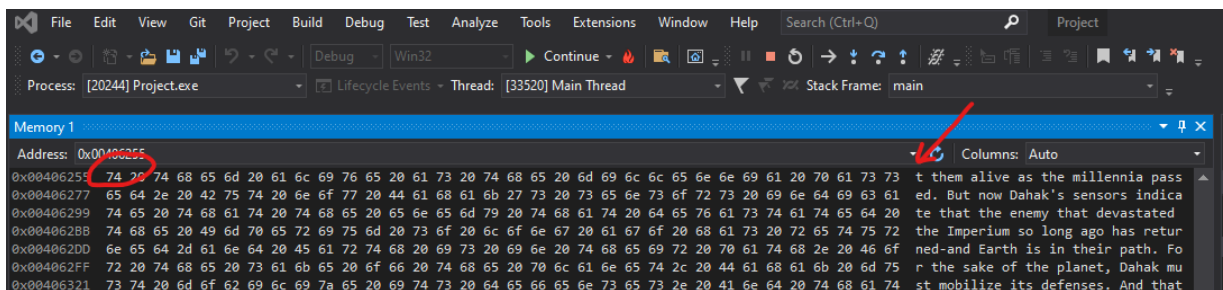 File Edit View Git Project Build Debug Test Analyze Tools Extensions Window Help Search (Ctrl+Q) Project
Debug Win32 Continue
Process: [20244] Project.exe Lifecycle Events Thread: [33520] Main Thread Stack Frame: main
Memory 1
Address: 0x00406255 Columns: Auto
0x00406255 74 20 74 68 65 6d 20 61 6c 69 76 65 20 61 73 20 74 68 65 20 6d 69 6c 6c 65 6e 6e 69 61 20 70 61 73 73 t them alive as the millennia pass
0x00406277 65 64 2e 20 42 75 74 20 6e 6f 77 20 44 61 68 61 6b 27 73 20 73 65 6e 73 6f 72 73 20 69 6e 64 69 63 61 ed. But now Dahak's sensors indica
0x00406299 74 65 20 74 68 61 74 20 74 68 65 20 65 6e 65 6d 79 20 74 68 61 74 20 64 65 76 61 73 74 61 74 65 64 20 te that the enemy that devastated
0x004062BB 74 68 65 20 49 6d 70 65 72 69 75 6d 20 73 6f 20 6c 6f 6e 67 20 61 67 6f 20 68 61 73 20 72 65 74 75 72 the Imperium so long ago has retur
0x004062DD 6e 65 64 2d 61 6e 64 20 45 61 72 74 68 20 69 73 20 69 6e 20 74 68 65 69 72 20 70 61 74 68 2e 20 46 6f ned-and Earth is in their path. Fo
0x004062FF 72 20 74 68 65 20 73 61 6b 65 20 6f 66 20 74 68 65 20 70 6c 61 6e 65 74 2c 20 44 61 68 61 6b 20 6d 75 r the sake of the planet, Dahak mu
0x00406321 73 74 20 6d 6f 62 69 6c 69 7a 65 20 69 74 73 20 64 65 66 65 6e 73 65 73 2e 20 41 6e 64 20 74 68 61 74 st mobilize its defenses. And that